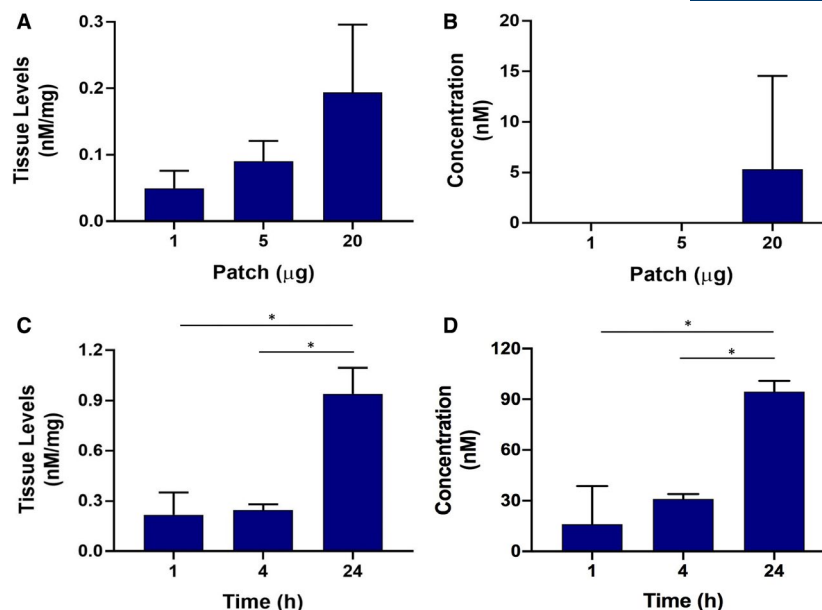 A
0.3
0.2
0.1
0.0
Tissue Levels
(nM/mg)
1 5 20
Patch (μg)
B
20
15
10
5
0
Concentration
(nM)
1 5 20
Patch (μg)
C
* *
1.2
0.9
0.6
0.3
0.0
Tissue Levels
(nM/mg)
1 4 24
Time (h)
D
* *
120
90
60
30
0
Concentration
(nM)
1 4 24
Time (h)